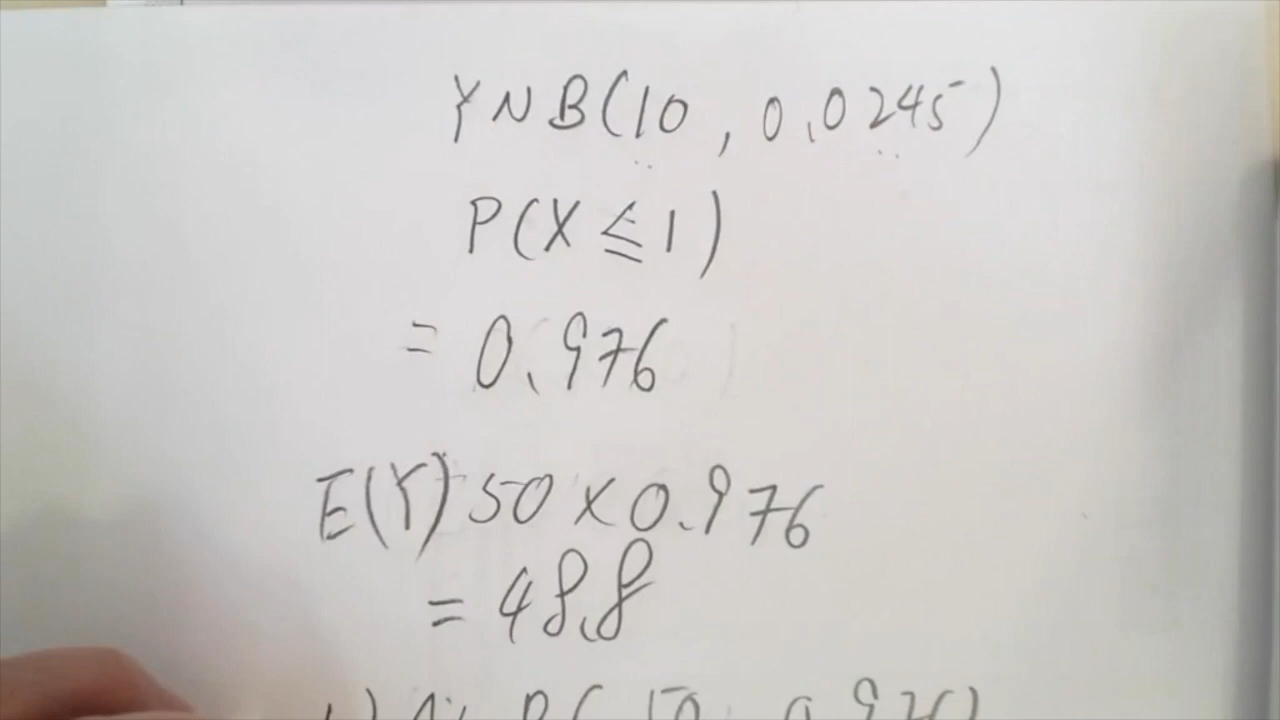 Y~B(10, 0.0245)
P(X ≦ 1)
= 0.976
E(Y) 50 × 0.976
= 48.8